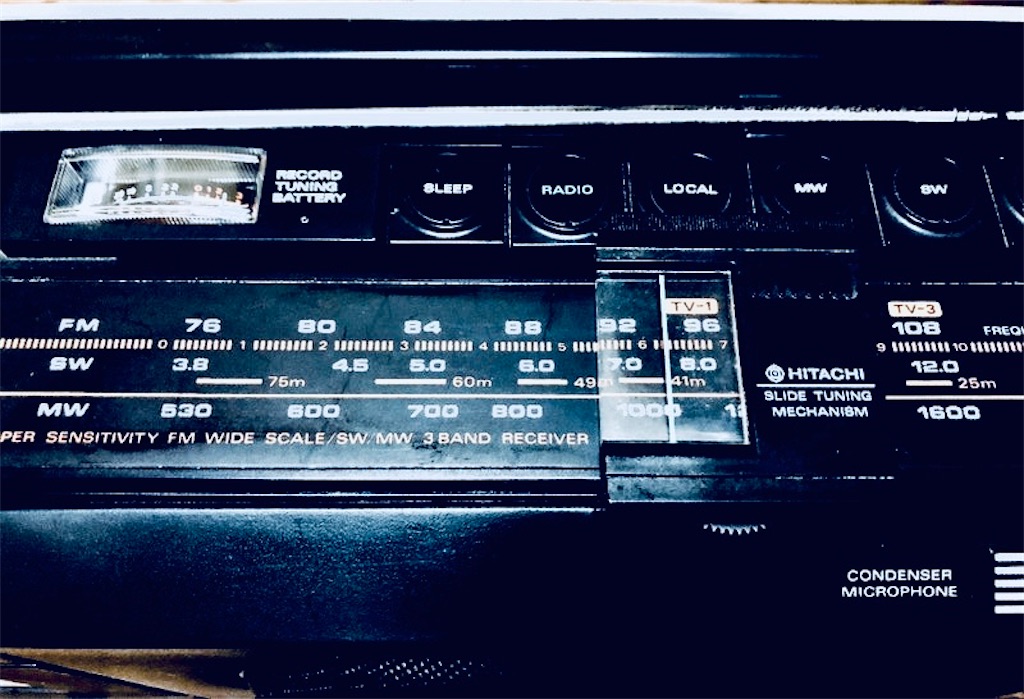 RECORD
TUNING
BATTERY
SLEEP
RADIO
LOCAL
MW
SW
TV-1
TV-3
FM 76 80 84 88 92 96 108
0 1 2 3 4 5 6 7 9 10
SW 3.8 4.5 5.0 6.0 7.0 8.0 12.0
75m 60m 49m 41m 25m
MW 530 600 700 800 1000 1600
PER SENSITIVITY FM WIDE SCALE/SW/MW 3 BAND RECEIVER
HITACHI
SLIDE TUNING
MECHANISM
CONDENSER
MICROPHONE